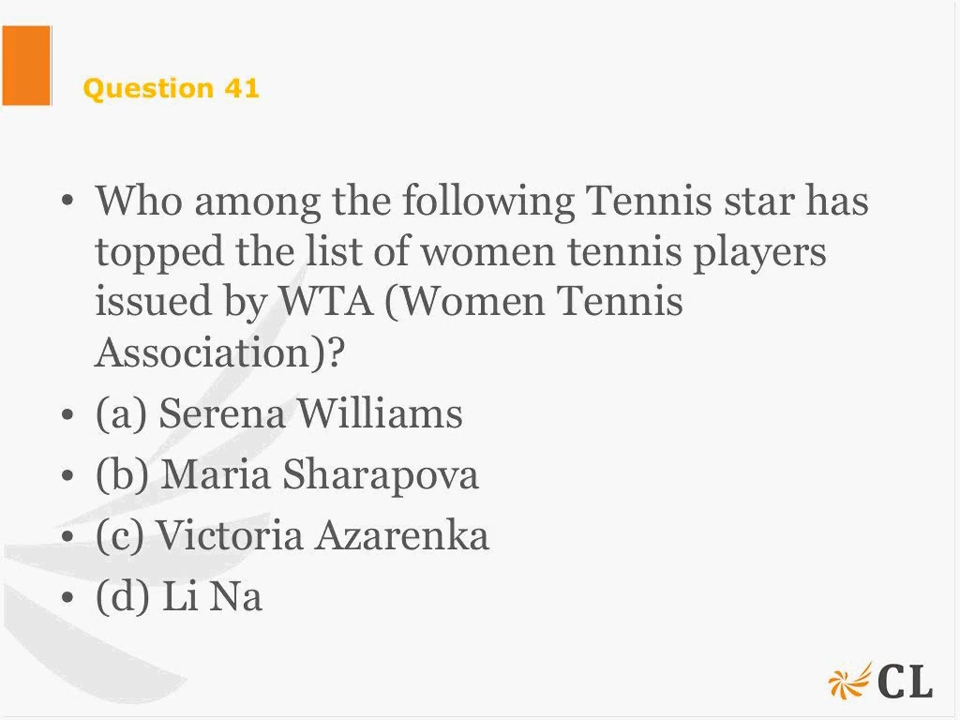 Question 41
• Who among the following Tennis star has
topped the list of women tennis players
issued by WTA (Women Tennis
Association)?
• (a) Serena Williams
• (b) Maria Sharapova
• (c) Victoria Azarenka
• (d) Li Na
CL